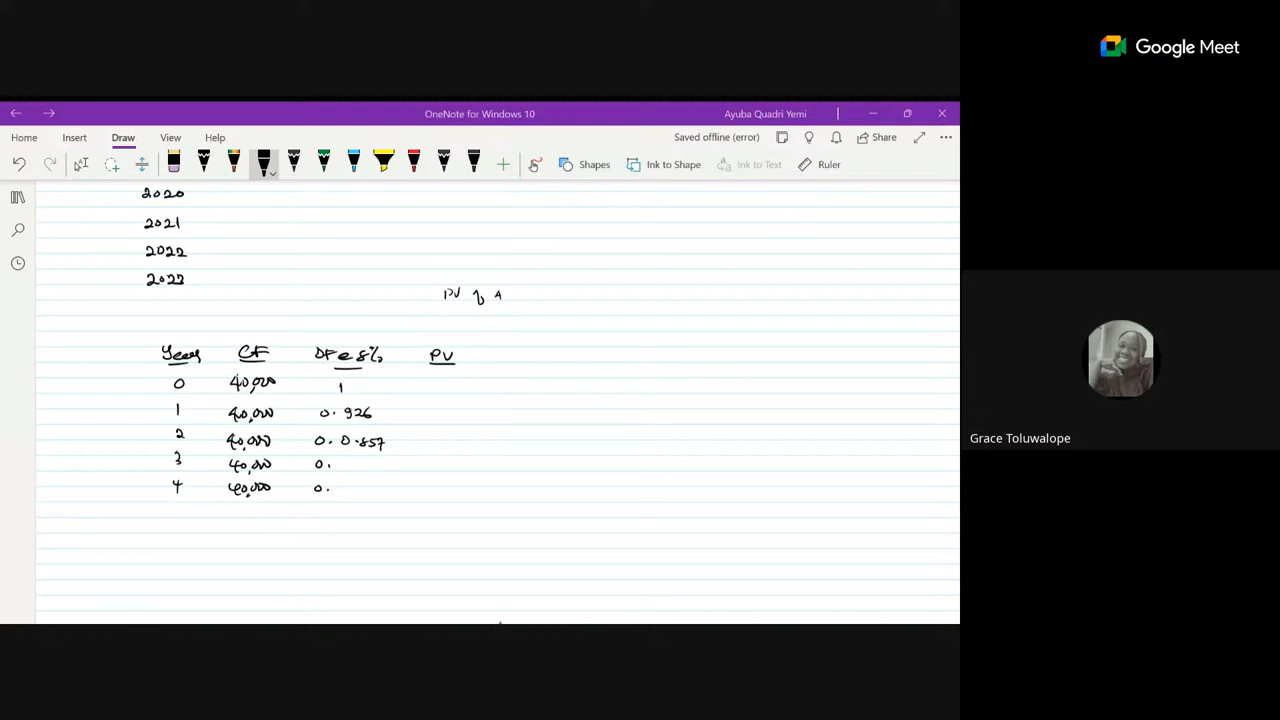 Google Meet
OneNote for Windows 10
Ayuba Quadri Yemi
Home Insert Draw View Help
Saved offline (error)
Share
Shapes
Ink to Shape
Ink to Text
Ruler
2020
2021
2022
2023
PV of A
Years CF DF @ 8% PV
0 40,000 1
1 40,000 0.926
2 40,000 0.0.857
3 40,000 0.
4 40,000 0.
Grace Toluwalope